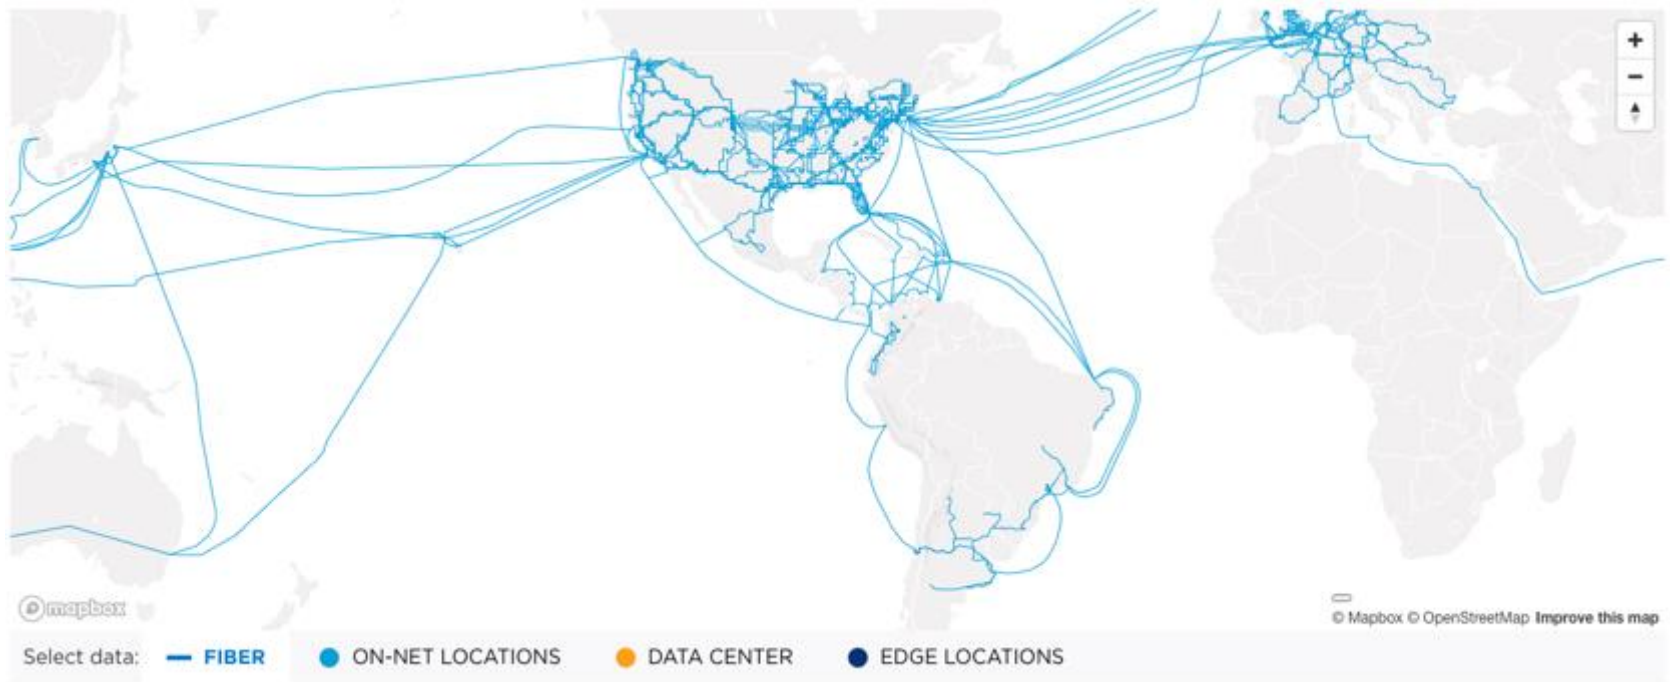 +
−
mapbox
© Mapbox © OpenStreetMap Improve this map
Select data: FIBER ON-NET LOCATIONS DATA CENTER EDGE LOCATIONS